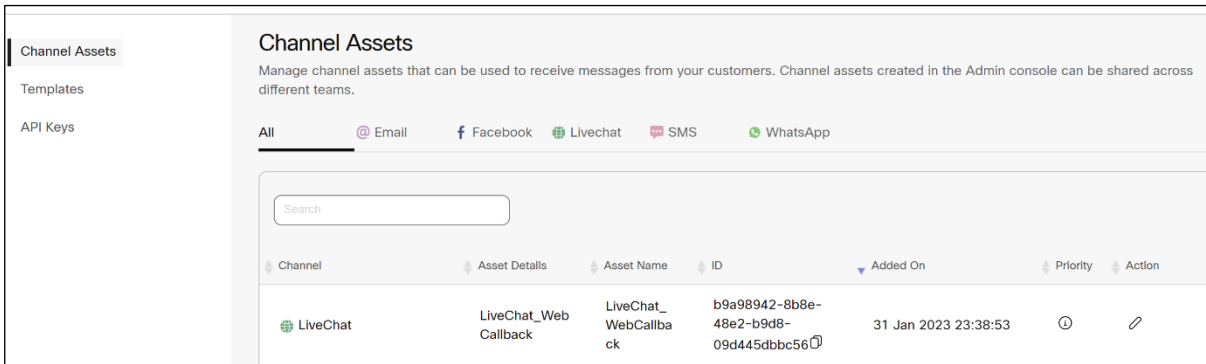 Channel Assets
Templates
API Keys
Channel Assets
Manage channel assets that can be used to receive messages from your customers. Channel assets created in the Admin console can be shared across
different teams.
All @ Email Facebook Livechat SMS WhatsApp
Search
Channel Asset Details Asset Name ID Added On Priority Action
LiveChat
LiveChat_Web
Callback
LiveChat_
WebCallba
ck
b9a98942-8b8e-
48e2-b9d8-
09d445dbbc56
31 Jan 2023 23:38:53